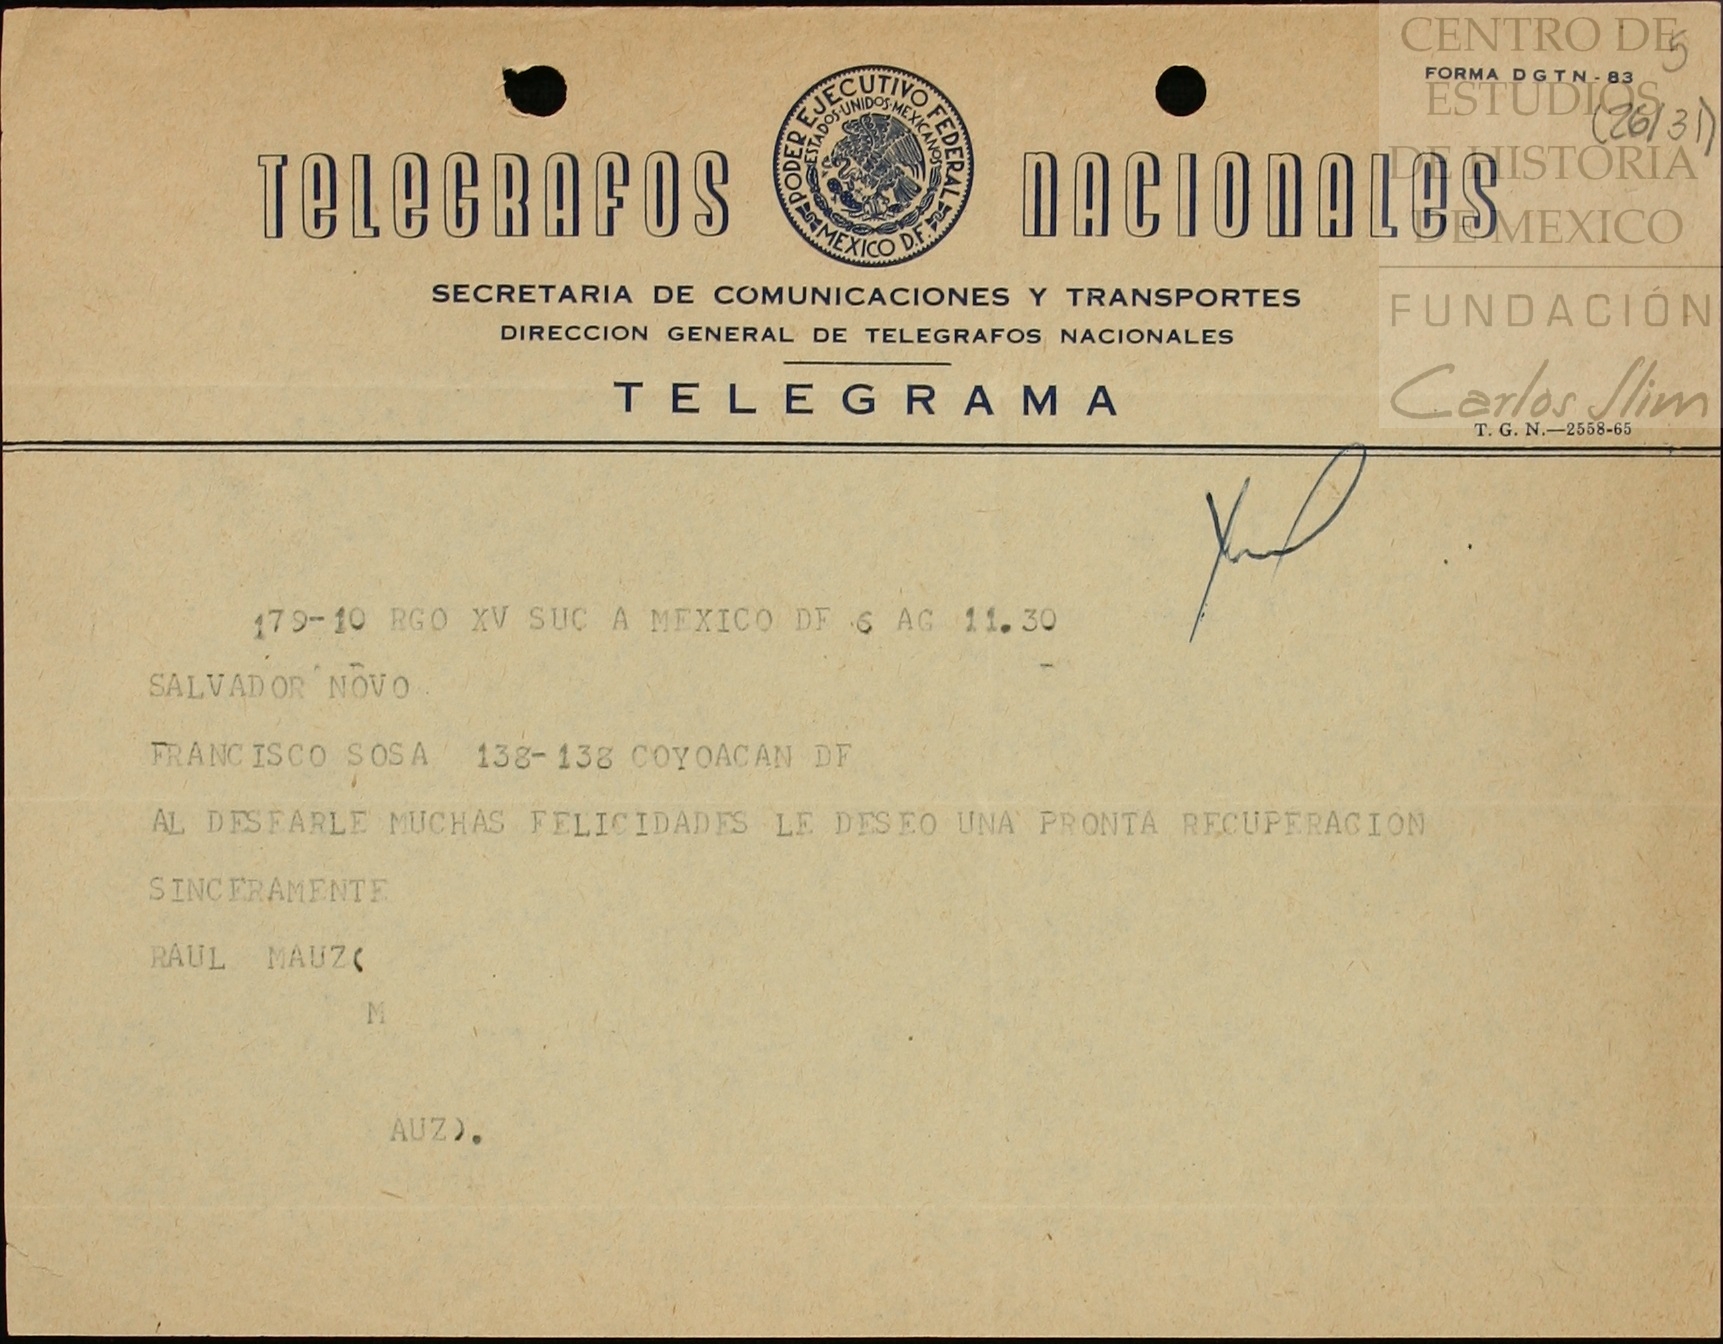 CENTRO DE
5
FORMA DGTN-83
ESTUDIOS
(26/31)
DE HISTORIA
DE MEXICO
FUNDACIÓN
Carlos Slim
TELEGRAFOS NACIONALES
PODER EJECUTIVO FEDERAL
ESTADOS·UNIDOS·MEXICANOS
MEXICO D.F.
SECRETARIA DE COMUNICACIONES Y TRANSPORTES
DIRECCION GENERAL DE TELEGRAFOS NACIONALES
TELEGRAMA
T. G. N.—2558-65
179-10 RGO XV SUC A MEXICO DF 6 AG 11.30
SALVADOR NOVO
FRANCISCO SOSA 138-138 COYOACAN DF
AL DESEARLE MUCHAS FELICIDADES LE DESEO UNA PRONTA RECUPERACION
SINCERAMENTE
RAUL MAUZ(
M
AUZ).